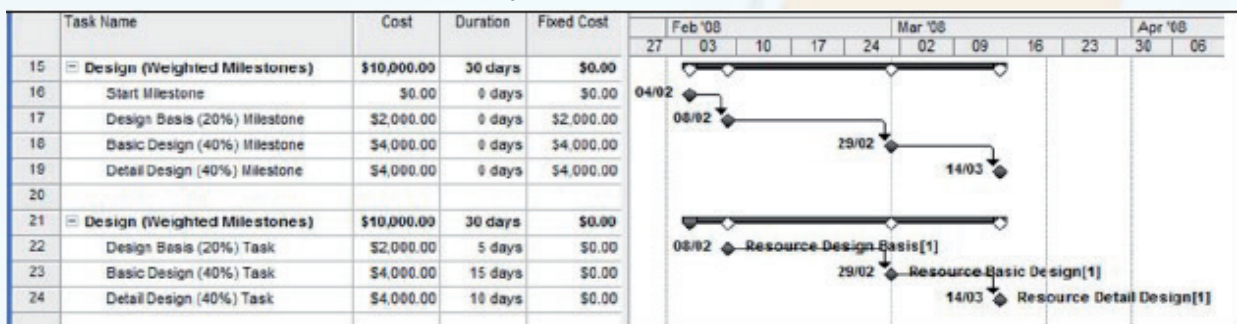 Task Name Cost Duration Fixed Cost Feb '08 Mar '08 Apr '08
27 03 10 17 24 02 09 16 23 30 06
15 Design (Weighted Milestones) $10,000.00 30 days $0.00
16 Start Milestone $0.00 0 days $0.00 04/02
17 Design Basis (20%) Milestone $2,000.00 0 days $2,000.00 08/02
18 Basic Design (40%) Milestone $4,000.00 0 days $4,000.00 29/02
19 Detail Design (40%) Milestone $4,000.00 0 days $4,000.00 14/03
20
21 Design (Weighted Milestones) $10,000.00 30 days $0.00
22 Design Basis (20%) Task $2,000.00 5 days $0.00 08/02 Resource Design Basis[1]
23 Basic Design (40%) Task $4,000.00 15 days $0.00 29/02 Resource Basic Design[1]
24 Detail Design (40%) Task $4,000.00 10 days $0.00 14/03 Resource Detail Design[1]